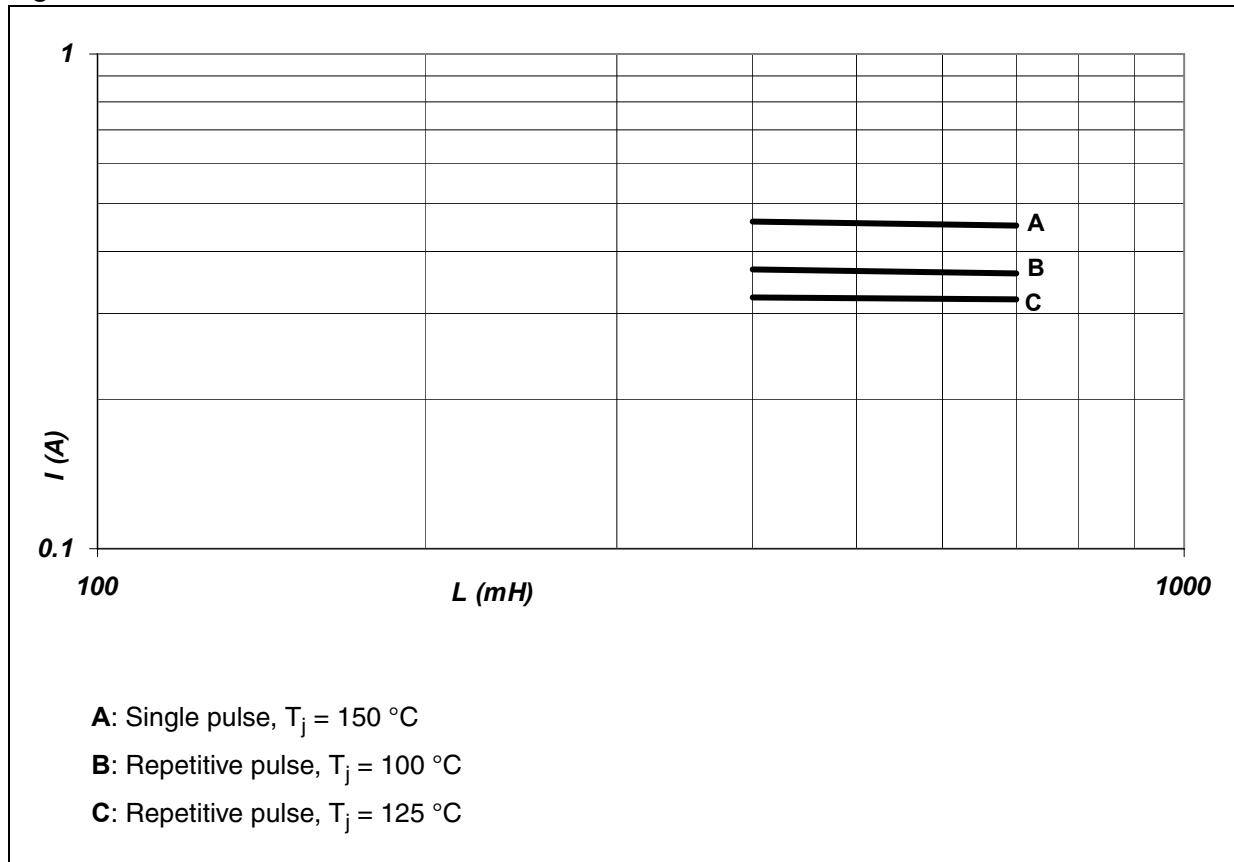 1
A
B
C
I (A)
0.1
100
L (mH)
1000
A: Single pulse, Tj = 150 °C
B: Repetitive pulse, Tj = 100 °C
C: Repetitive pulse, Tj = 125 °C